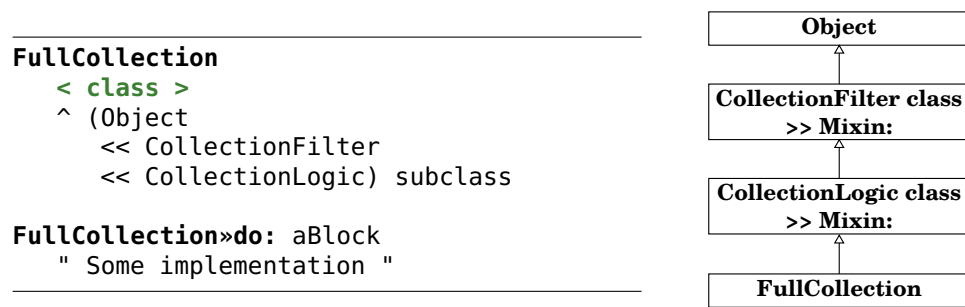 FullCollection
< class >
^ (Object
<< CollectionFilter
<< CollectionLogic) subclass
FullCollection»do: aBlock
" Some implementation "
Object
CollectionFilter class
>> Mixin:
CollectionLogic class
>> Mixin:
FullCollection